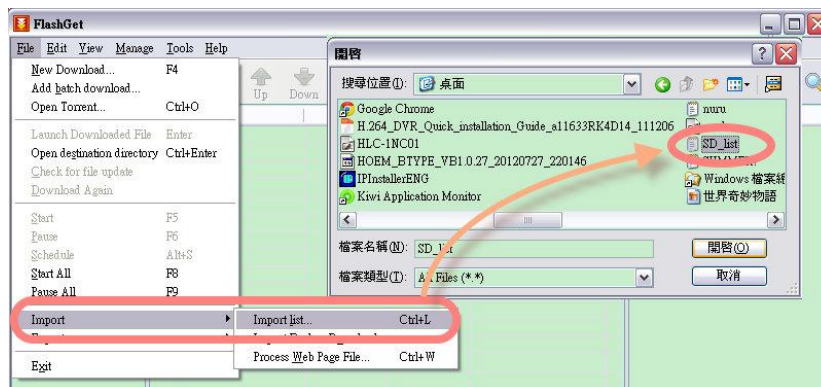 FlashGet
File Edit View Manage Tools Help
New Download... F4
Add batch download...
Open Torrent... Ctrl+O
Launch Downloaded File Enter
Open destination directory Ctrl+Enter
Check for file update
Download Again
Start F5
Pause F6
Schedule Alt+S
Start All F8
Pause All F9
Import
Exit
Import list... Ctrl+L
Process Web Page File... Ctrl+W
Up Down
開啓
搜尋位置(I): 桌面
Google Chrome
H.264_DVR_Quick_installation_Guide_a11633RK4D14_111206
HLC-1NC01
HOEM_BTYPE_VB1.0.27_20120727_220146
IPInstallerENG
Kiwi Application Monitor
nuru
SD_list
Windows 檔案總
世界奇妙物語
檔案名稱(N): SD_list
開啓(O)
檔案類型(T): All Files (*.*)
取消